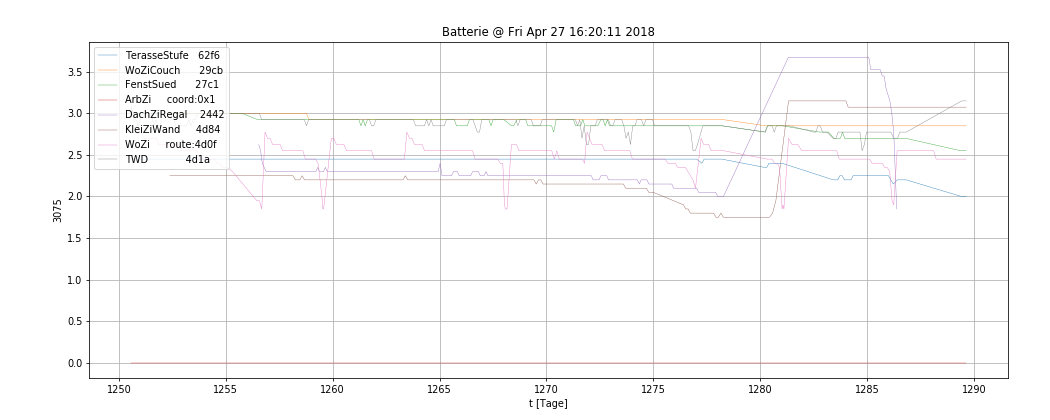 Batterie @ Fri Apr 27 16:20:11 2018
TerasseStufe 62f6
WoZiCouch 29cb
FenstSued 27c1
ArbZi coord:0x1
DachZiRegal 2442
KleiZiWand 4d84
WoZi route:4d0f
TWD 4d1a
3.5
3.0
2.5
2.0
1.5
1.0
0.5
0.0
3075
1250 1255 1260 1265 1270 1275 1280 1285 1290
t [Tage]